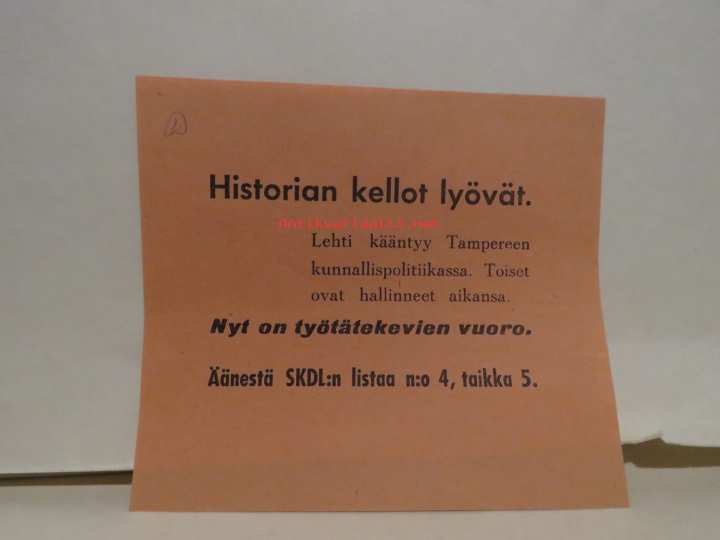 Historian kellot lyövät.
Lehti kääntyy Tampereen
kunnallispolitiikassa. Toiset
ovat hallinneet aikansa.
Nyt on työtätekevien vuoro.
Äänestä SKDL:n listaa n:o 4, taikka 5.